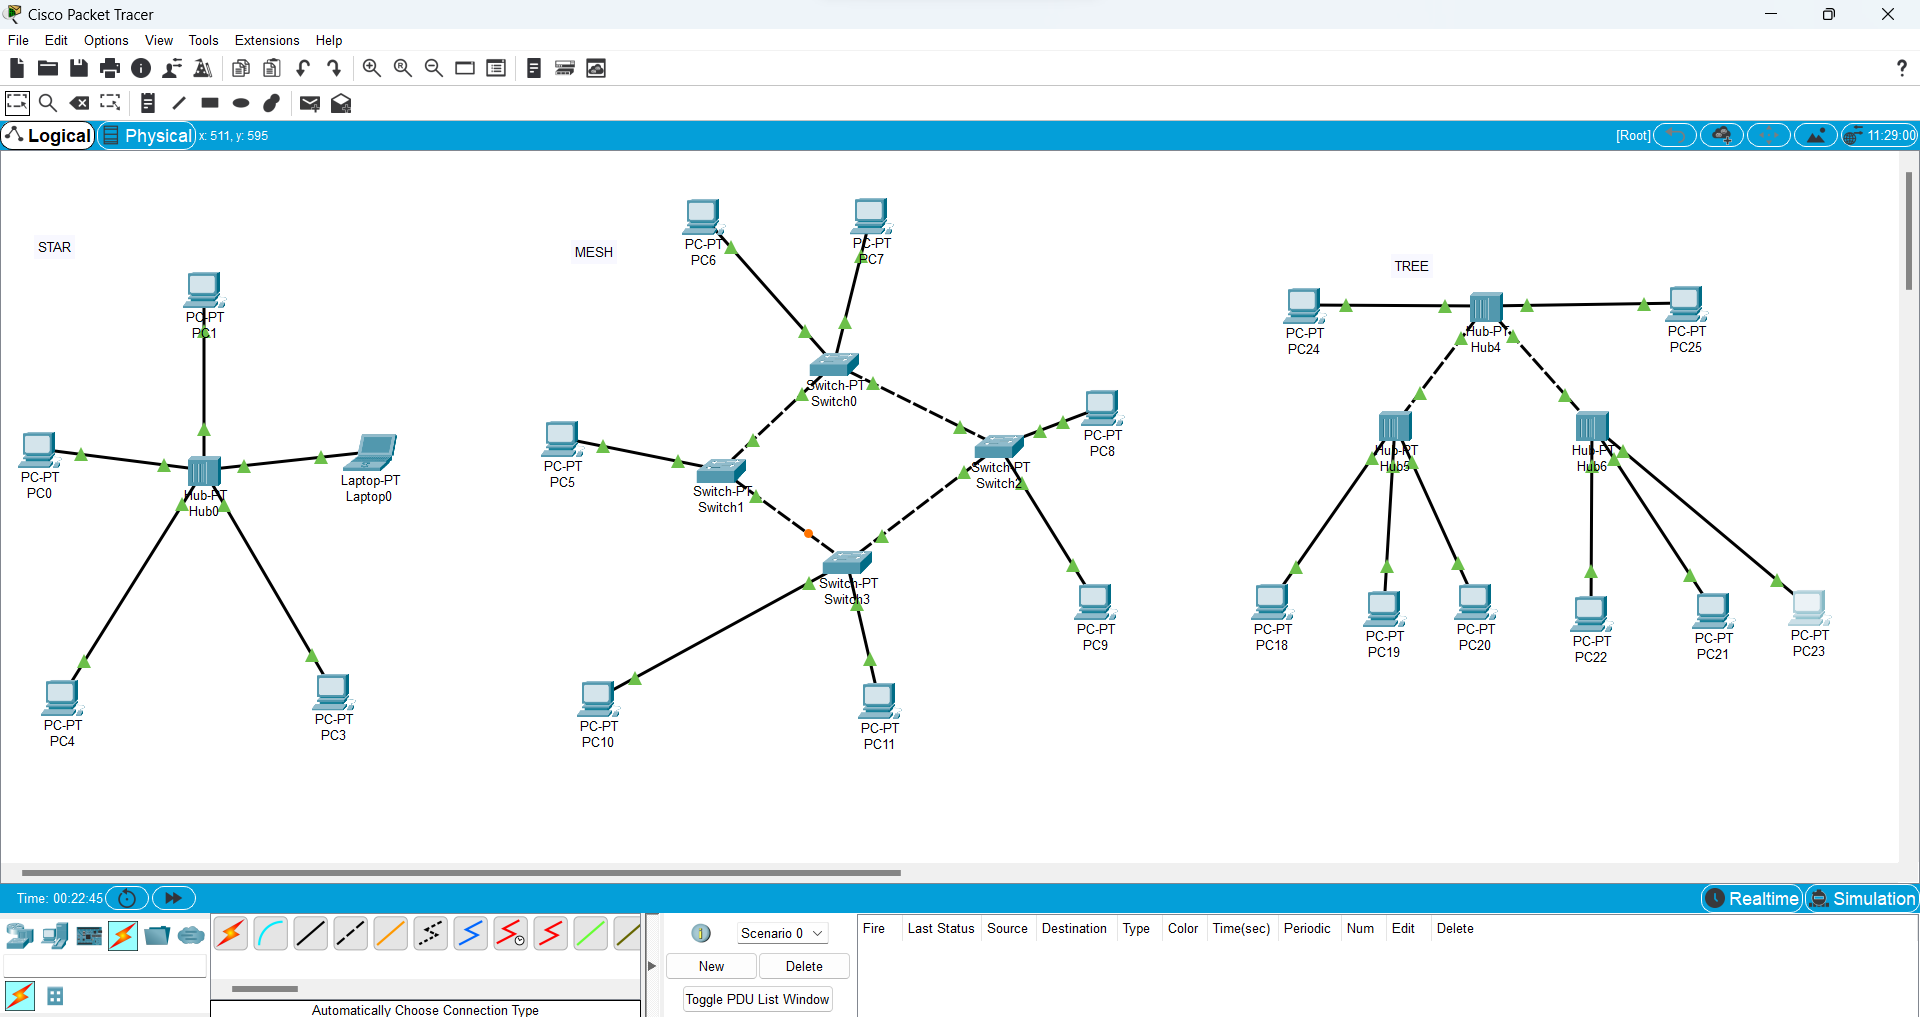 Cisco Packet Tracer
File Edit Options View Tools Extensions Help
Logical Physical x: 511, y: 595 [Root] 11:29:00
STAR
PC-PT
PC1
PC-PT
PC0
Hub-PT
Hub0
Laptop-PT
Laptop0
PC-PT
PC4
PC-PT
PC3
MESH
PC-PT
PC6
PC-PT
PC7
Switch-PT
Switch0
PC-PT
PC5
Switch-PT
Switch1
PC-PT
PC8
Switch-PT
Switch2
Switch-PT
Switch3
PC-PT
PC9
PC-PT
PC10
PC-PT
PC11
TREE
PC-PT
PC24
Hub-PT
Hub4
PC-PT
PC25
Hub-PT
Hub5
Hub-PT
Hub6
PC-PT
PC18
PC-PT
PC19
PC-PT
PC20
PC-PT
PC22
PC-PT
PC21
PC-PT
PC23
Time: 00:22:45 Realtime Simulation
Scenario 0
New Delete
Toggle PDU List Window
Fire Last Status Source Destination Type Color Time(sec) Periodic Num Edit Delete
Automatically Choose Connection Type